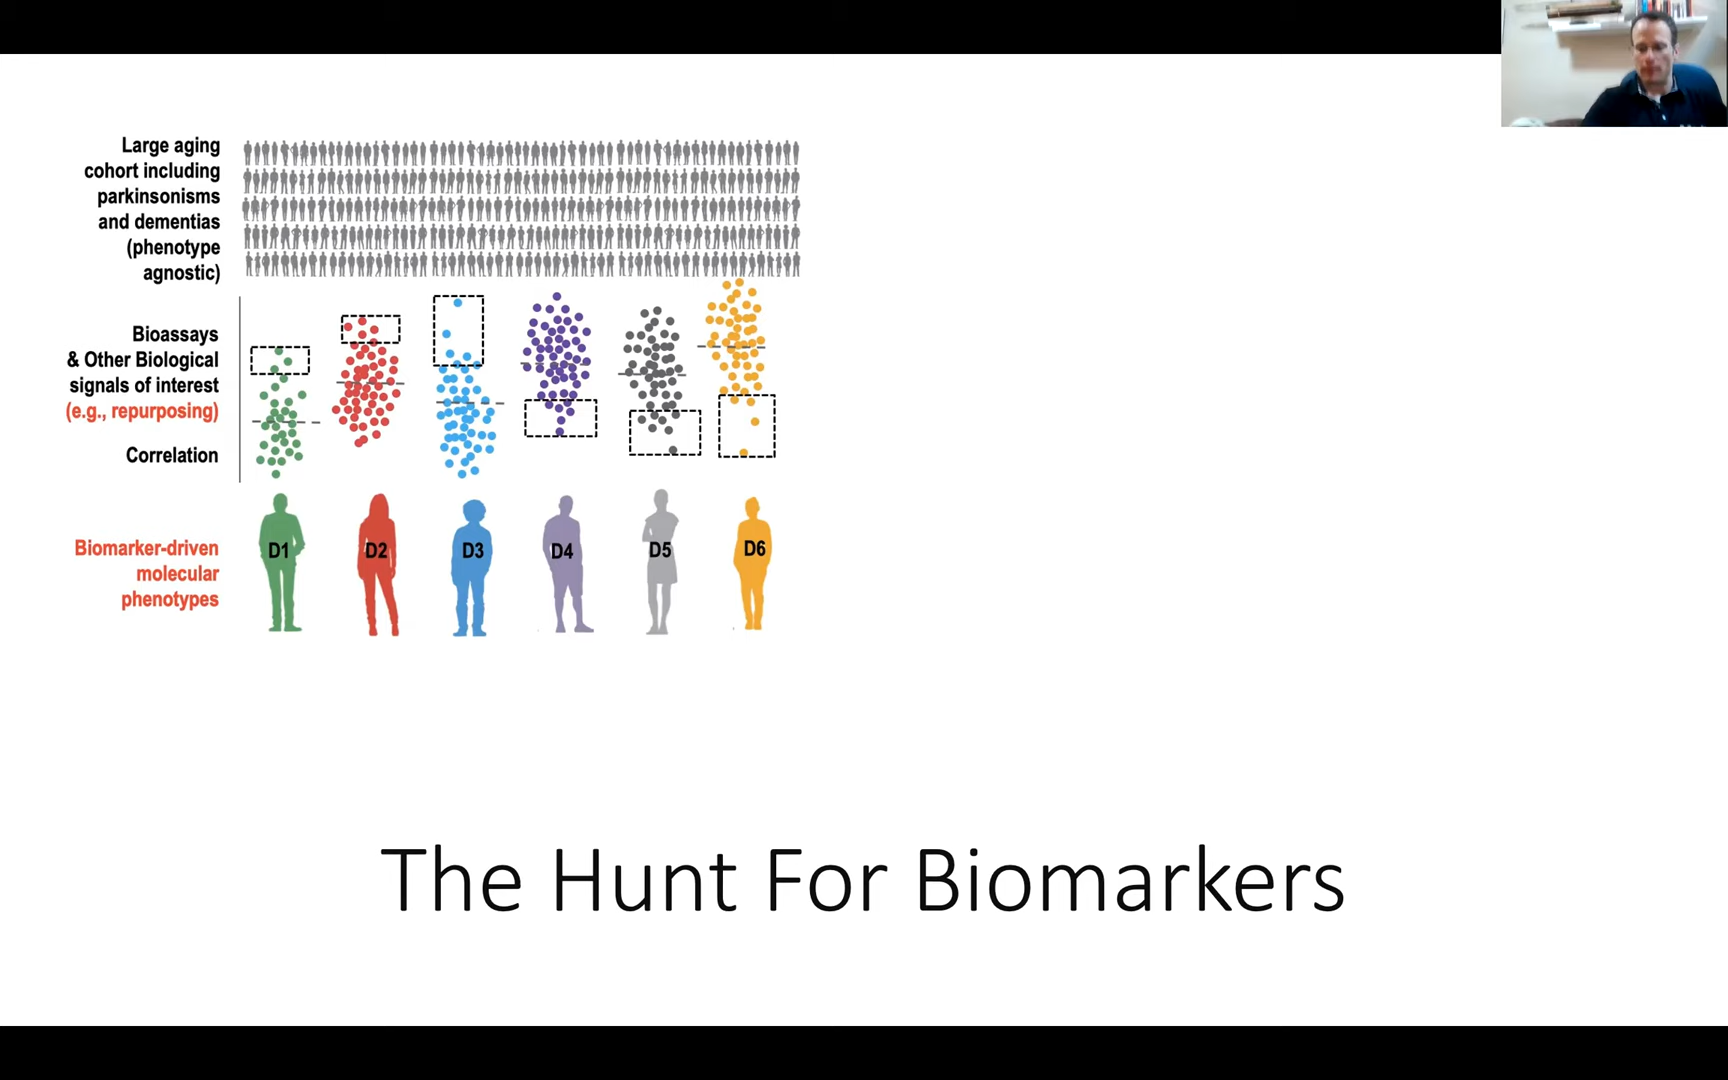 Large aging
cohort including
parkinsonisms
and dementias
(phenotype
agnostic)
Bioassays
& Other Biological
signals of interest
(e.g., repurposing)
Correlation
Biomarker-driven
molecular
phenotypes
D1 D2 D3 D4 D5 D6
The Hunt For Biomarkers